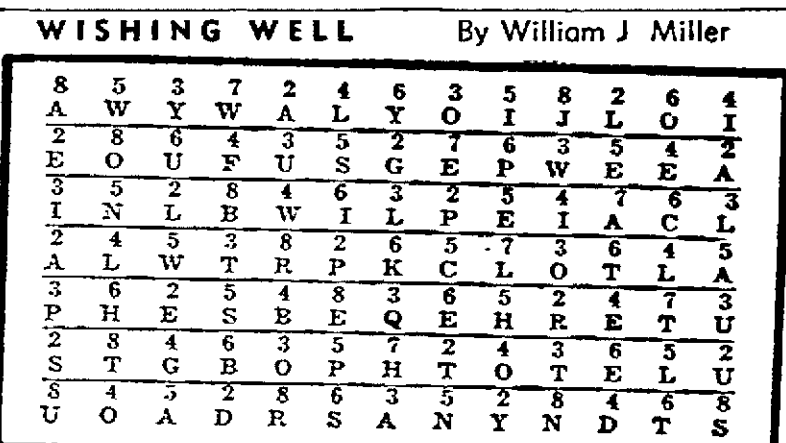 WISHING WELL By William J Miller
8 5 3 7 2 4 6 3 5 8 2 6 4
A W Y W A L Y O I J L O I
2 8 6 4 3 5 2 7 6 3 5 4 2
E O U F U S G E P W E E A
3 5 2 8 4 6 3 2 5 4 7 6 3
I N L B W I L P E I A C L
2 4 5 3 8 2 6 5 7 3 6 4 5
A L W T R P K C L O T L A
3 6 2 5 4 8 3 6 5 2 4 7 3
P H E S B E Q E H R E T U
2 8 4 6 3 5 7 2 4 3 6 5 2
S T G B O P H T O T E L U
8 4 5 2 8 6 3 5 2 8 4 6 8
U O A D R S A N Y N D T S